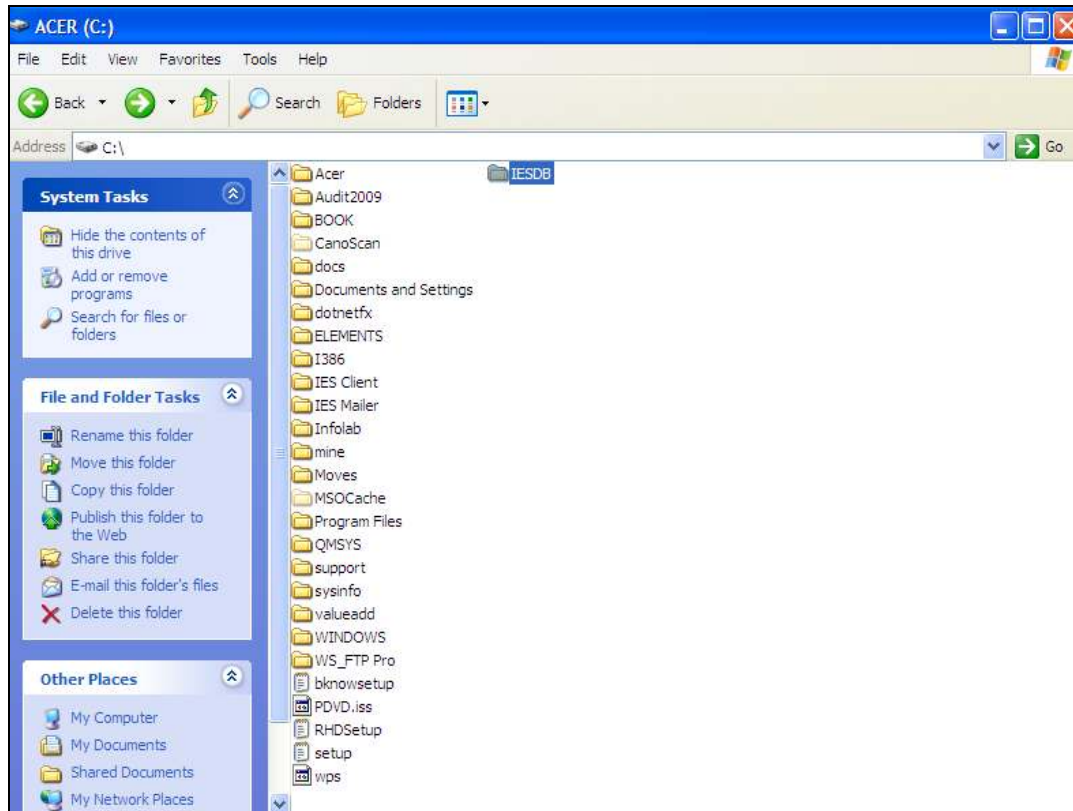 ACER (C:)
File Edit View Favorites Tools Help
Back Search Folders
Address C:\ Go
System Tasks
Hide the contents of
this drive
Add or remove
programs
Search for files or
folders
File and Folder Tasks
Rename this folder
Move this folder
Copy this folder
Publish this folder to
the Web
Share this folder
E-mail this folder's files
Delete this folder
Other Places
My Computer
My Documents
Shared Documents
My Network Places
Acer
Audit2009
BOOK
CanoScan
docs
Documents and Settings
dotnetfx
ELEMENTS
I386
IES Client
IES Mailer
Infolab
mine
Moves
MSOCache
Program Files
QMSYS
support
sysinfo
valueadd
WINDOWS
WS_FTP Pro
bknowsetup
PDVD.iss
RHDSetup
setup
wps
IESDB